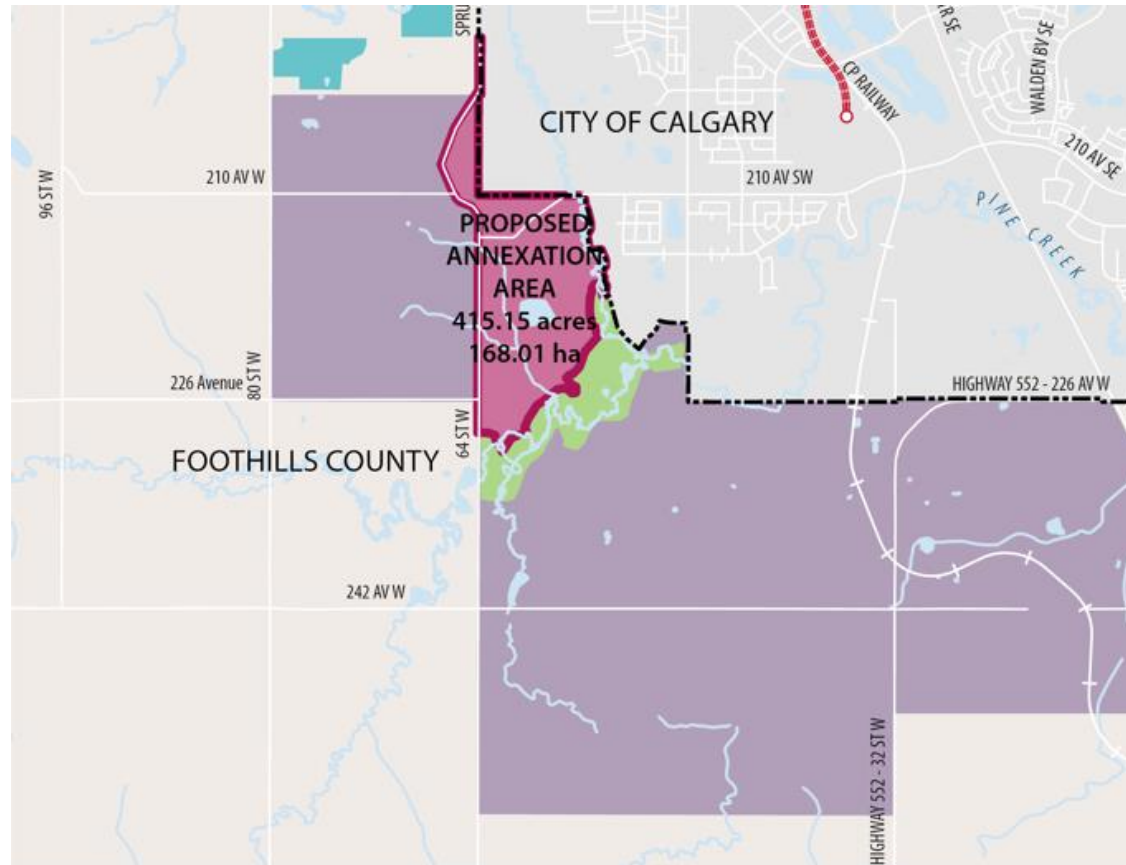 SPRU
R SE
WALDEN BV SE
CP RAILWAY
CITY OF CALGARY
210 AV SE
96 ST W
210 AV W
210 AV SW
PINE CREEK
PROPOSED
ANNEXATION
AREA
415.15 acres
168.01 ha
80 ST W
226 Avenue
HIGHWAY 552 - 226 AV W
64 ST W
FOOTHILLS COUNTY
242 AV W
HIGHWAY 552 - 32 ST W